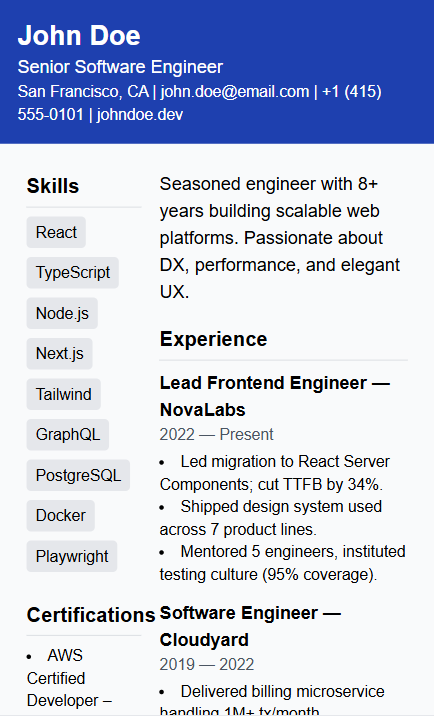 John Doe
Senior Software Engineer
San Francisco, CA | john.doe@email.com | +1 (415)
555-0101 | johndoe.dev
Skills
React
TypeScript
Node.js
Next.js
Tailwind
GraphQL
PostgreSQL
Docker
Playwright
Certifications
• AWS
Certified
Developer –
Seasoned engineer with 8+
years building scalable web
platforms. Passionate about
DX, performance, and elegant
UX.
Experience
Lead Frontend Engineer —
NovaLabs
2022 — Present
• Led migration to React Server
Components; cut TTFB by 34%.
• Shipped design system used
across 7 product lines.
• Mentored 5 engineers, instituted
testing culture (95% coverage).
Software Engineer —
Cloudyard
2019 — 2022
• Delivered billing microservice
handling 1M+ tx/month